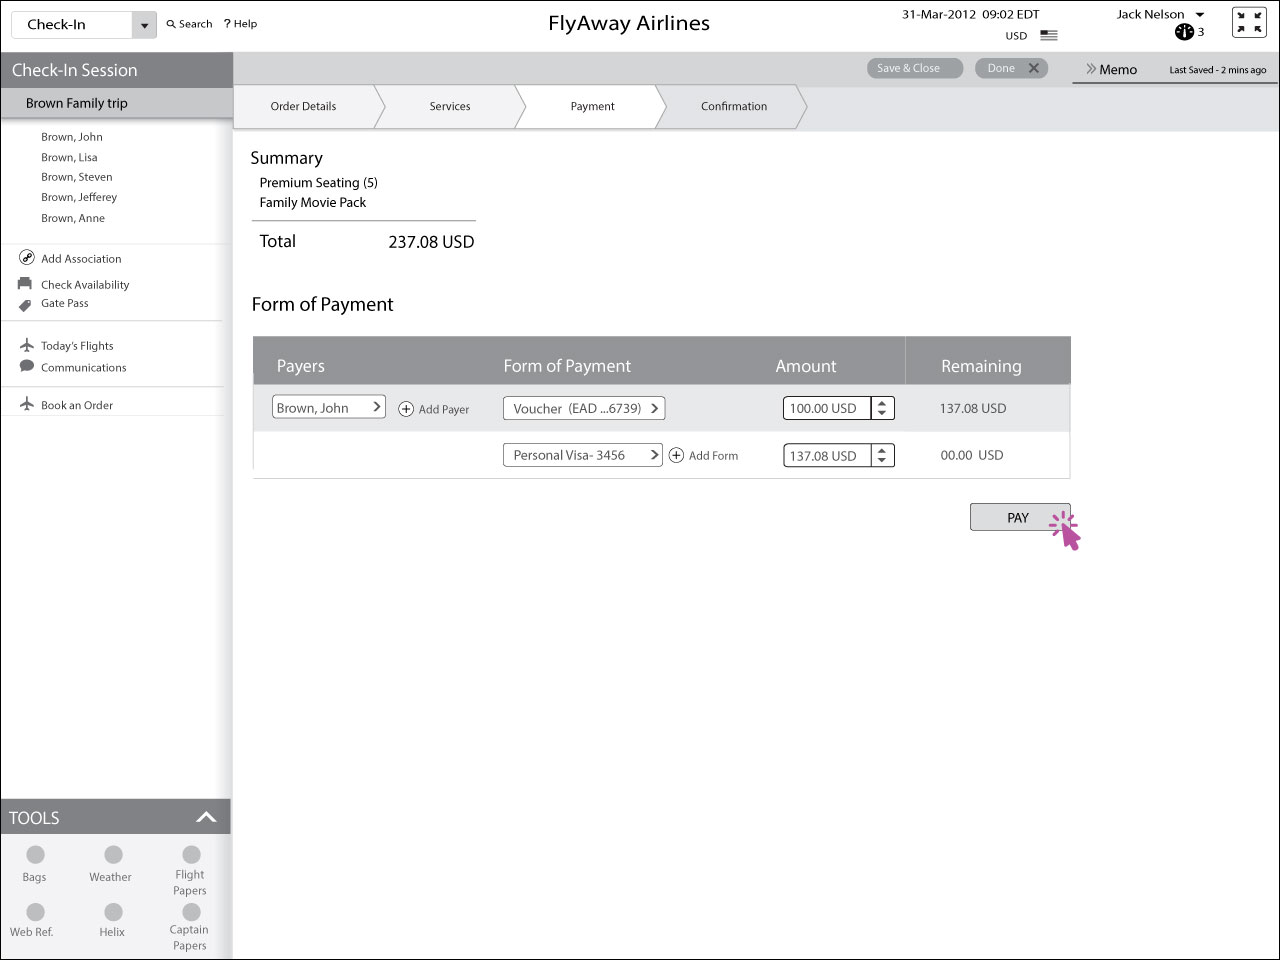 Check-In
Search
? Help
FlyAway Airlines
31-Mar-2012 09:02 EDT
USD
Jack Nelson
3
Check-In Session
Save & Close
Done
Memo
Last Saved - 2 mins ago
Brown Family trip
Order Details
Services
Payment
Confirmation
Brown, John
Brown, Lisa
Brown, Steven
Brown, Jefferey
Brown, Anne
Add Association
Check Availability
Gate Pass
Today's Flights
Communications
Book an Order
Summary
Premium Seating (5)
Family Movie Pack
Total 237.08 USD
Form of Payment
Payers Form of Payment Amount Remaining
Brown, John Add Payer Voucher (EAD ...6739) 100.00 USD 137.08 USD
Personal Visa- 3456 Add Form 137.08 USD 00.00 USD
PAY
TOOLS
Bags
Weather
Flight
Papers
Web Ref.
Helix
Captain
Papers